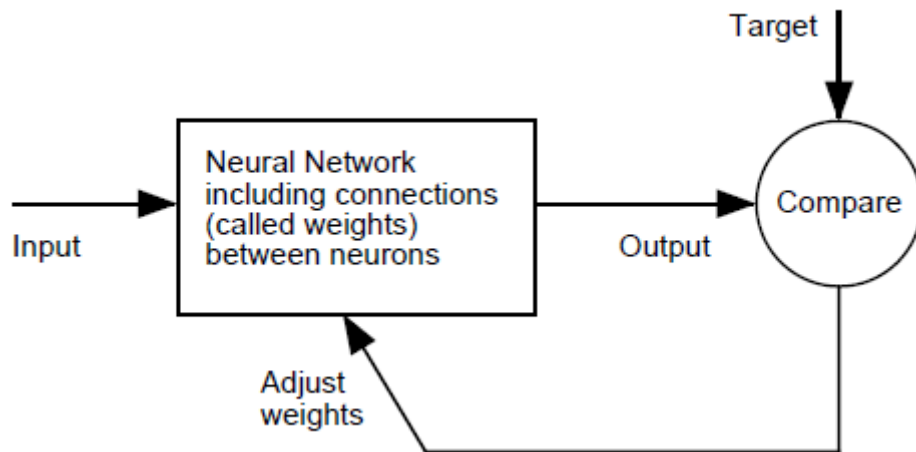 Target
Neural Network
including connections
(called weights)
between neurons
Compare
Input
Output
Adjust
weights